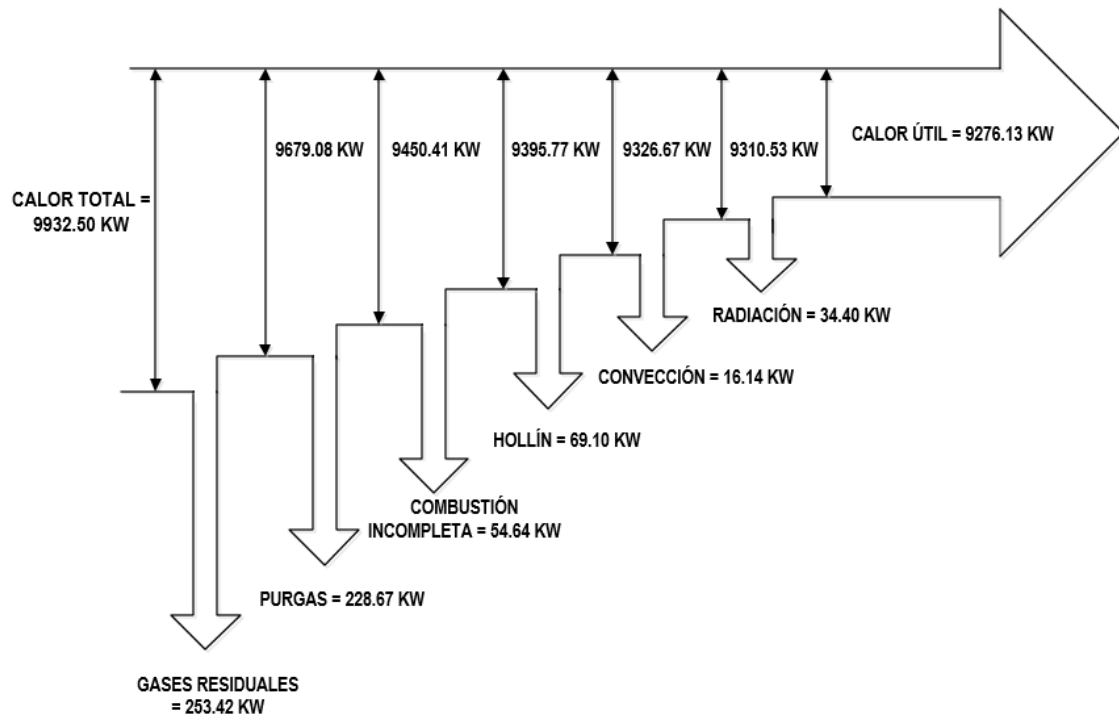 CALOR TOTAL =
9932.50 KW
9679.08 KW
9450.41 KW
9395.77 KW
9326.67 KW
9310.53 KW
CALOR ÚTIL = 9276.13 KW
RADIACIÓN = 34.40 KW
CONVECCIÓN = 16.14 KW
HOLLÍN = 69.10 KW
COMBUSTIÓN
INCOMPLETA = 54.64 KW
PURGAS = 228.67 KW
GASES RESIDUALES
= 253.42 KW